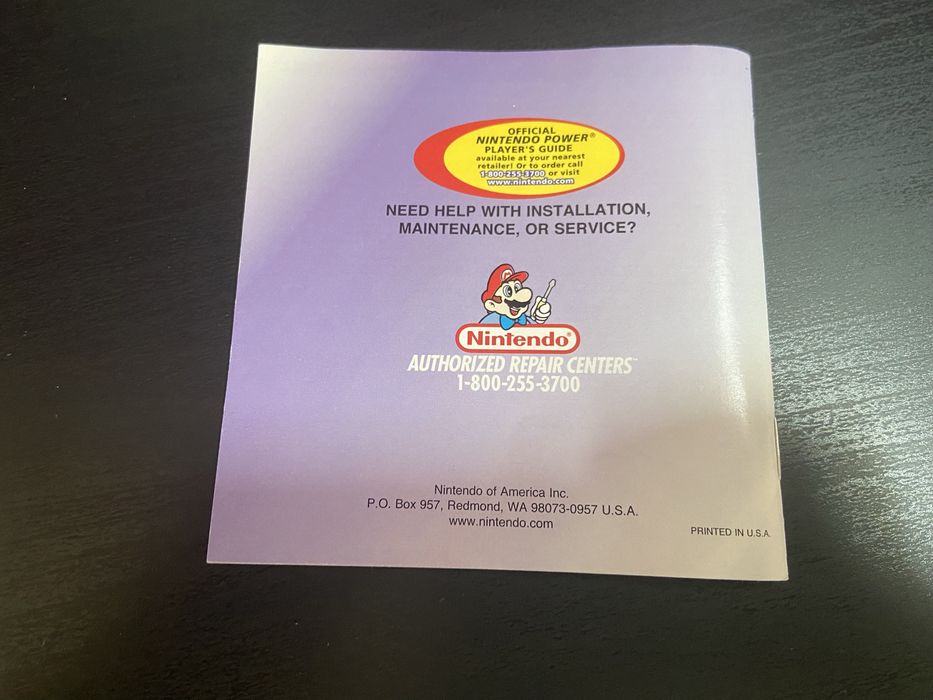 OFFICIAL
NINTENDO POWER®
PLAYER'S GUIDE
available at your nearest
retailer! Or to order call
1-800-255-3700 or visit
www.nintendo.com
NEED HELP WITH INSTALLATION,
MAINTENANCE, OR SERVICE?
M
Nintendo®
AUTHORIZED REPAIR CENTERS™
1-800-255-3700
Nintendo of America Inc.
P.O. Box 957, Redmond, WA 98073-0957 U.S.A.
www.nintendo.com
PRINTED IN U.S.A.